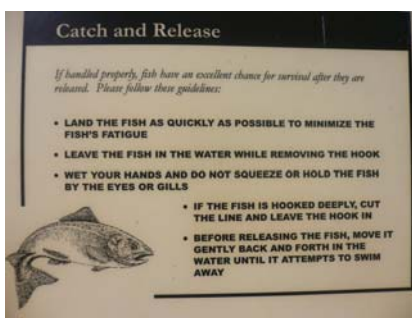 Catch and Release
If handled properly, fish have an excellent chance for survival after they are
released. Please follow these guidelines:
• LAND THE FISH AS QUICKLY AS POSSIBLE TO MINIMIZE THE
FISH'S FATIGUE
• LEAVE THE FISH IN THE WATER WHILE REMOVING THE HOOK
• WET YOUR HANDS AND DO NOT SQUEEZE OR HOLD THE FISH
BY THE EYES OR GILLS
• IF THE FISH IS HOOKED DEEPLY, CUT
THE LINE AND LEAVE THE HOOK IN
• BEFORE RELEASING THE FISH, MOVE IT
GENTLY BACK AND FORTH IN THE
WATER UNTIL IT ATTEMPTS TO SWIM
AWAY